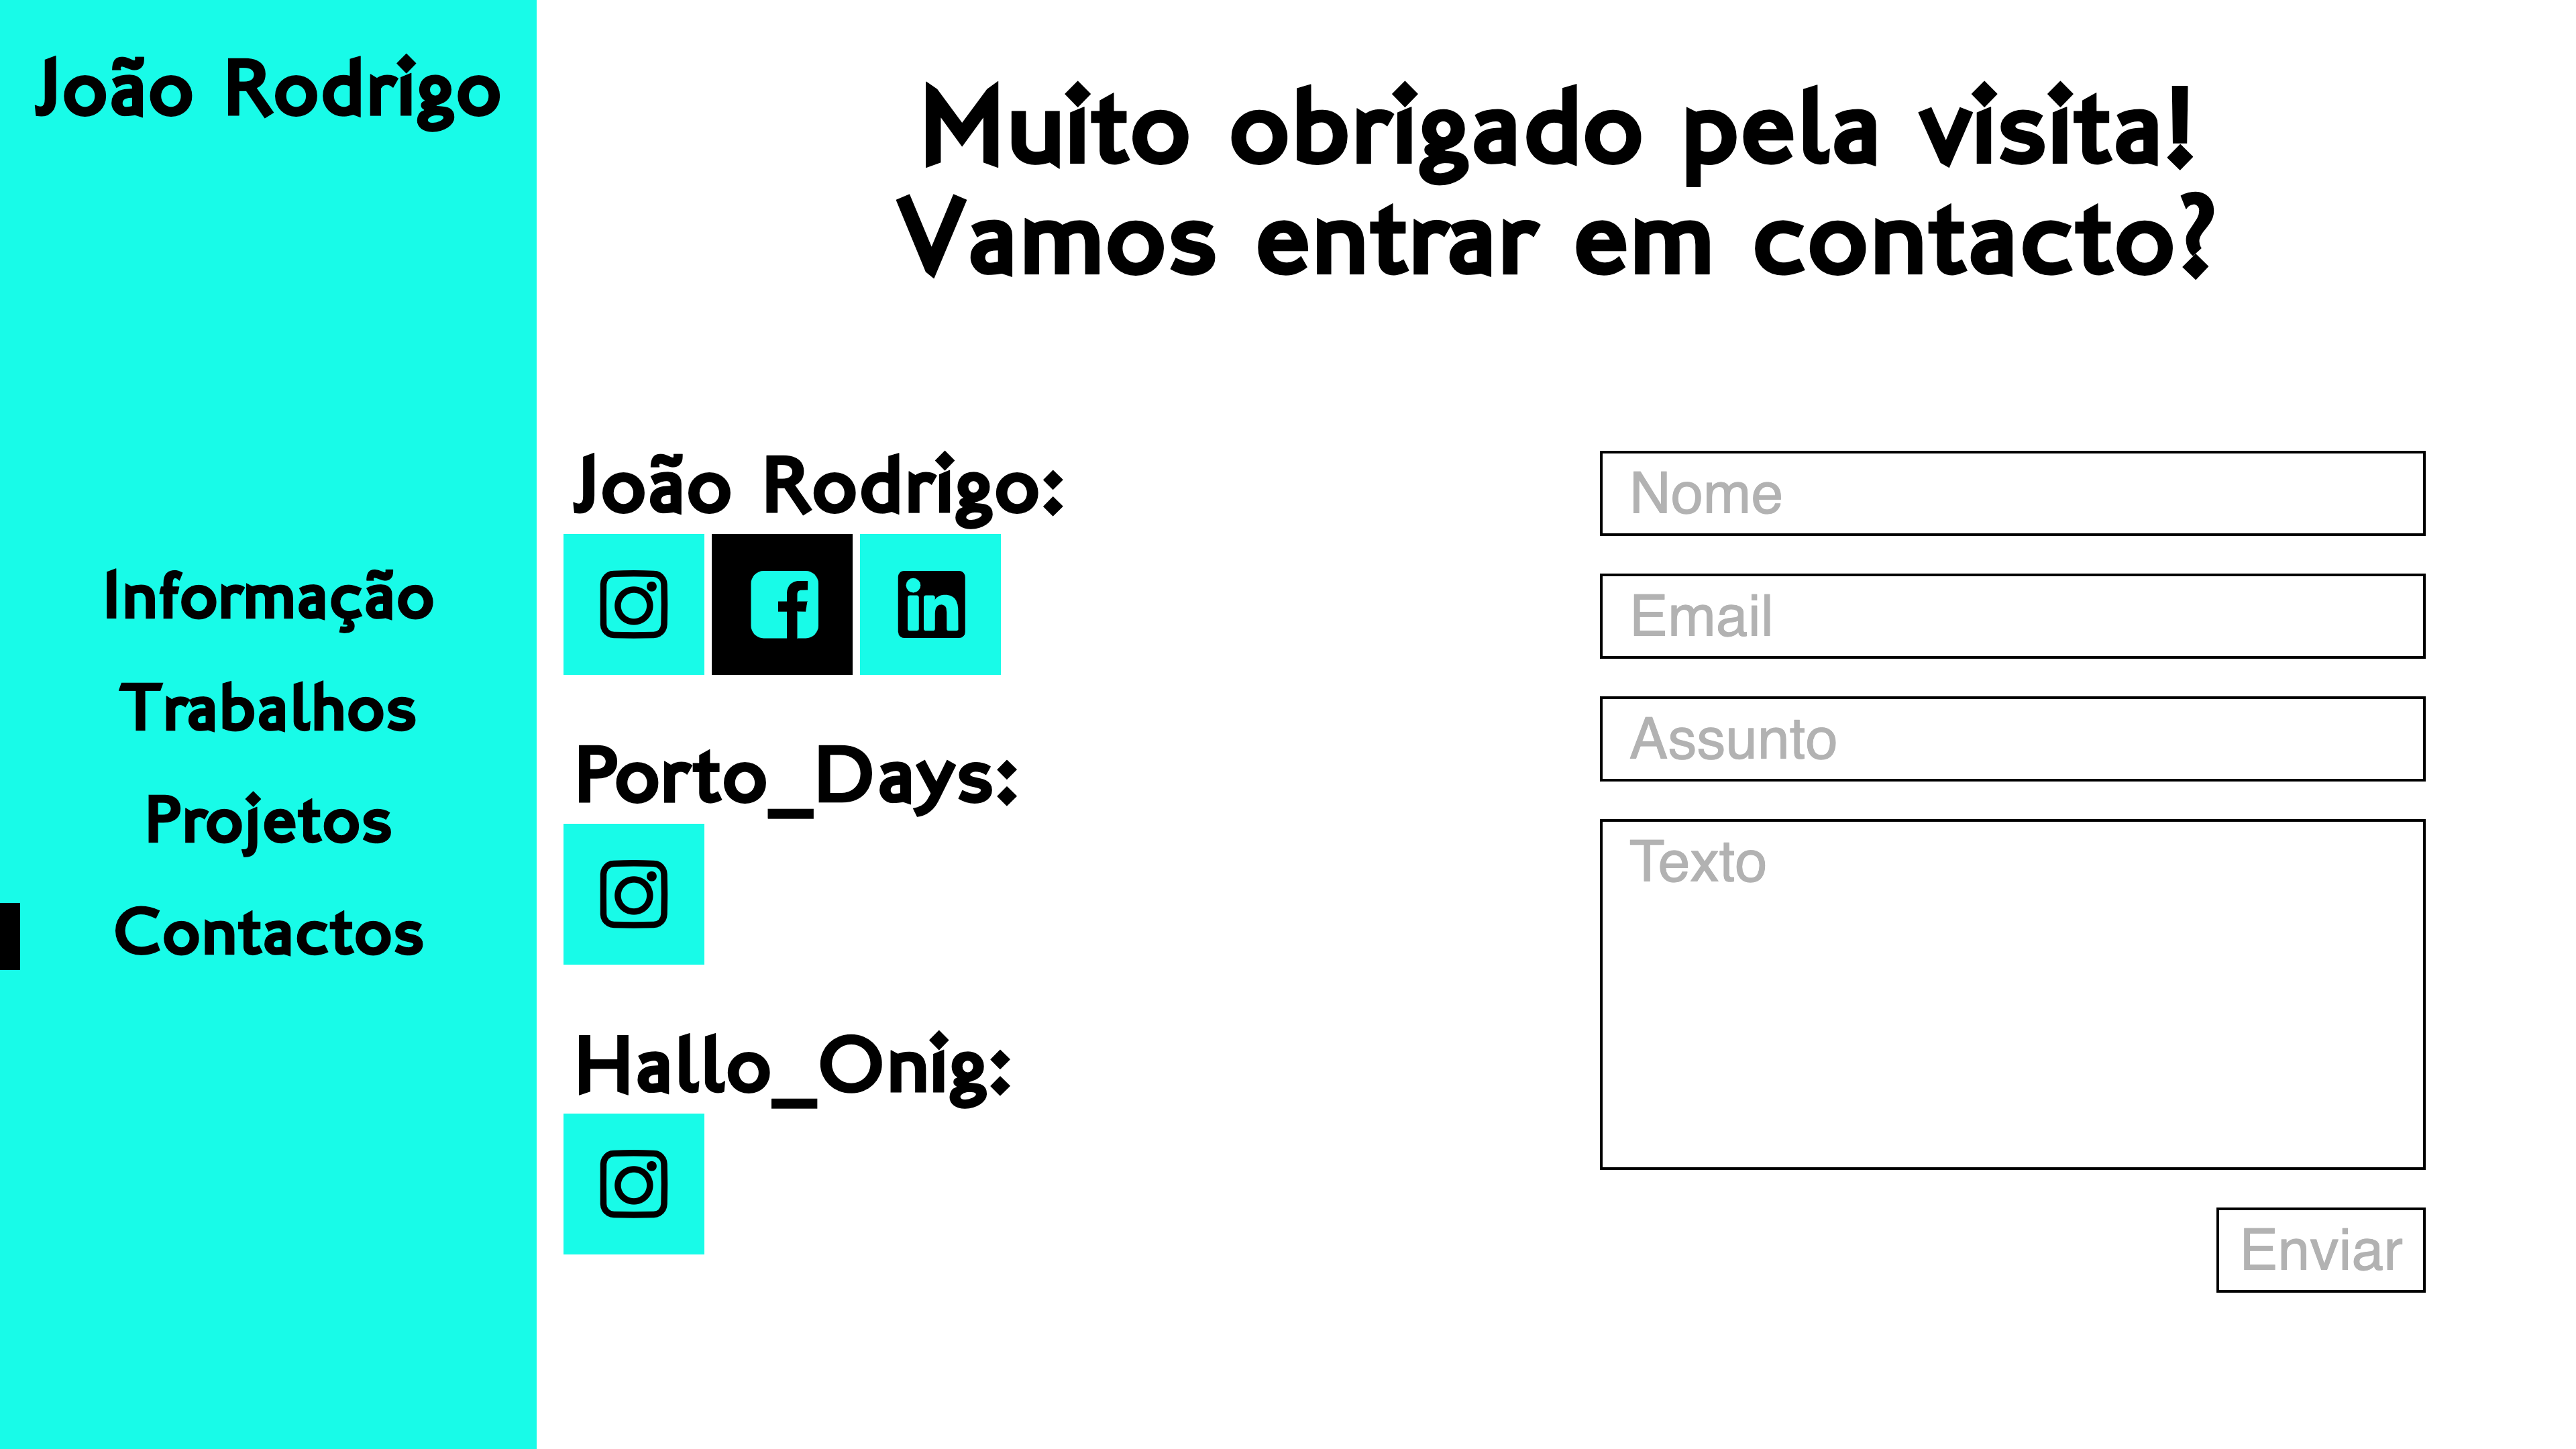 João Rodrigo
Informação
Trabalhos
Projetos
Contactos
Muito obrigado pela visita!
Vamos entrar em contacto?
João Rodrigo:
Porto_Days:
Hallo_Onig:
Nome
Email
Assunto
Texto
Enviar